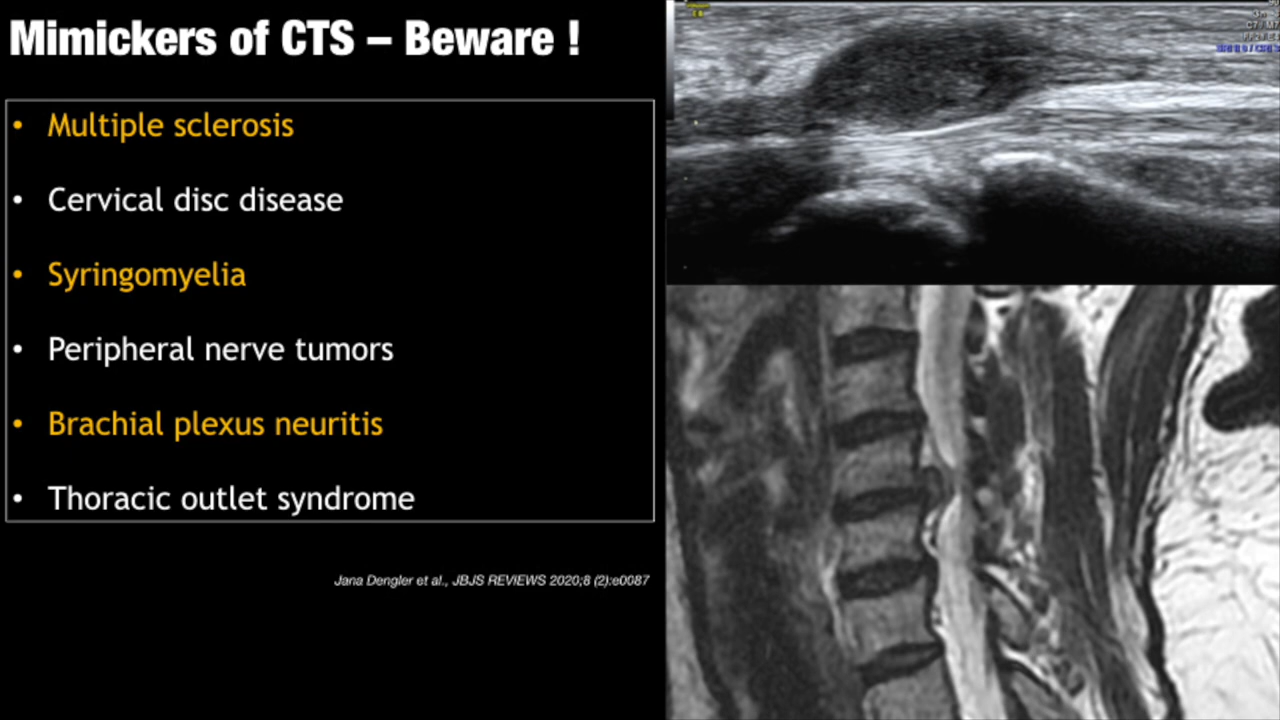 Mimickers of CTS – Beware !
• Multiple sclerosis
• Cervical disc disease
• Syringomyelia
• Peripheral nerve tumors
• Brachial plexus neuritis
• Thoracic outlet syndrome
Jana Dengler et al., JBJS REVIEWS 2020;8 (2):e0087